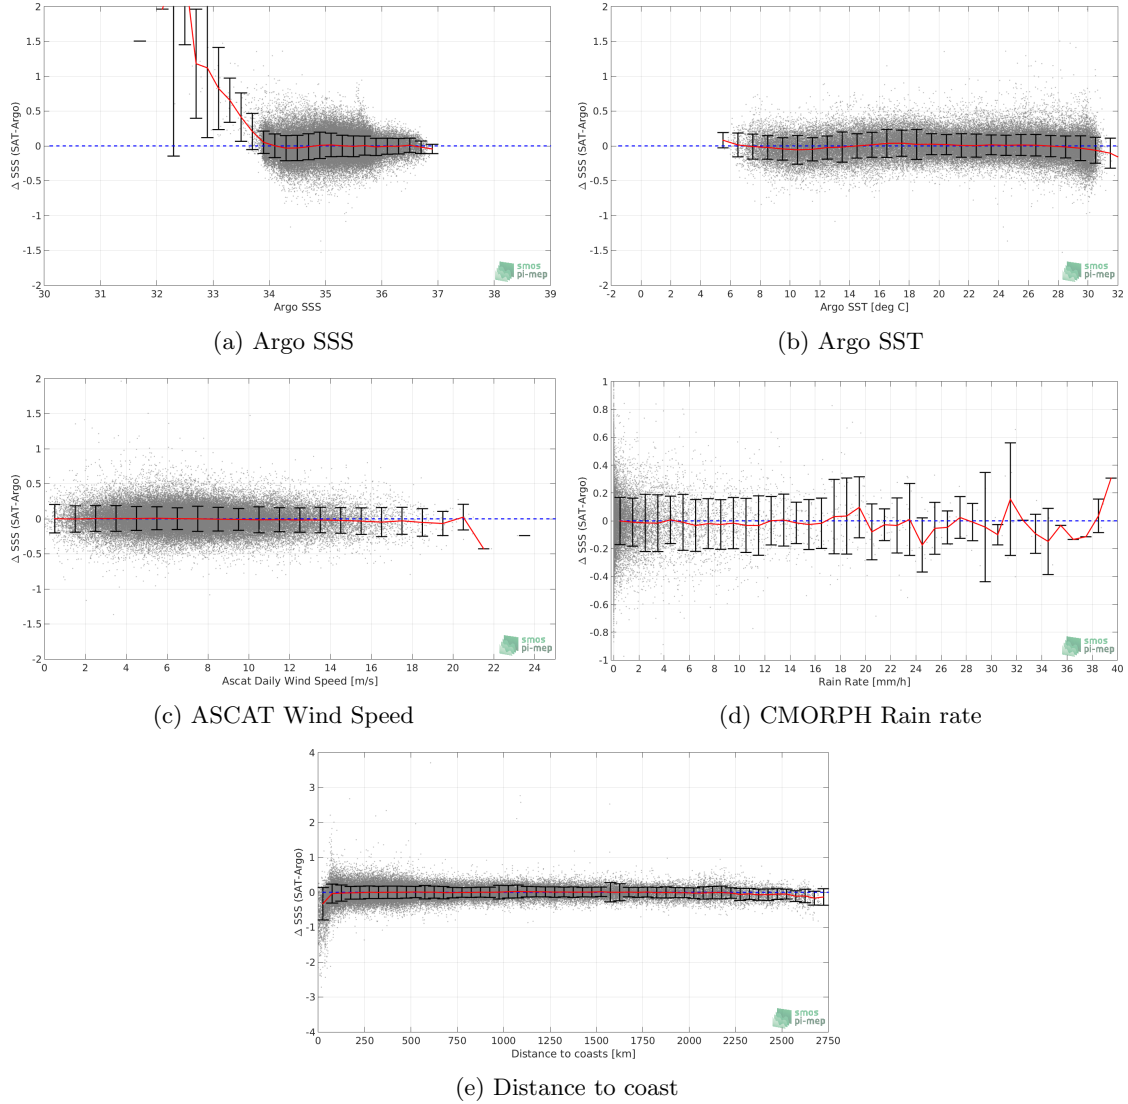 2
1.5
1
0.5
0
-0.5
-1
-1.5
-2
Δ SSS (SAT-Argo)
30 31 32 33 34 35 36 37 38 39
Argo SSS
smos
pi-mep
(a) Argo SSS
2
1.5
1
0.5
0
-0.5
-1
-1.5
-2
Δ SSS (SAT-Argo)
-2 0 2 4 6 8 10 12 14 16 18 20 22 24 26 28 30 32
Argo SST [deg C]
smos
pi-mep
(b) Argo SST
2
1.5
1
0.5
0
-0.5
-1
-1.5
-2
Δ SSS (SAT-Argo)
0 2 4 6 8 10 12 14 16 18 20 22 24
Ascat Daily Wind Speed [m/s]
smos
pi-mep
(c) ASCAT Wind Speed
1
0.8
0.6
0.4
0.2
0
-0.2
-0.4
-0.6
-0.8
-1
Δ SSS (SAT-Argo)
0 2 4 6 8 10 12 14 16 18 20 22 24 26 28 30 32 34 36 38 40
Rain Rate [mm/h]
smos
pi-mep
(d) CMORPH Rain rate
4
3
2
1
0
-1
-2
-3
-4
Δ SSS (SAT-Argo)
0 250 500 750 1000 1250 1500 1750 2000 2250 2500 2750
Distance to coasts [km]
smos
pi-mep
(e) Distance to coast